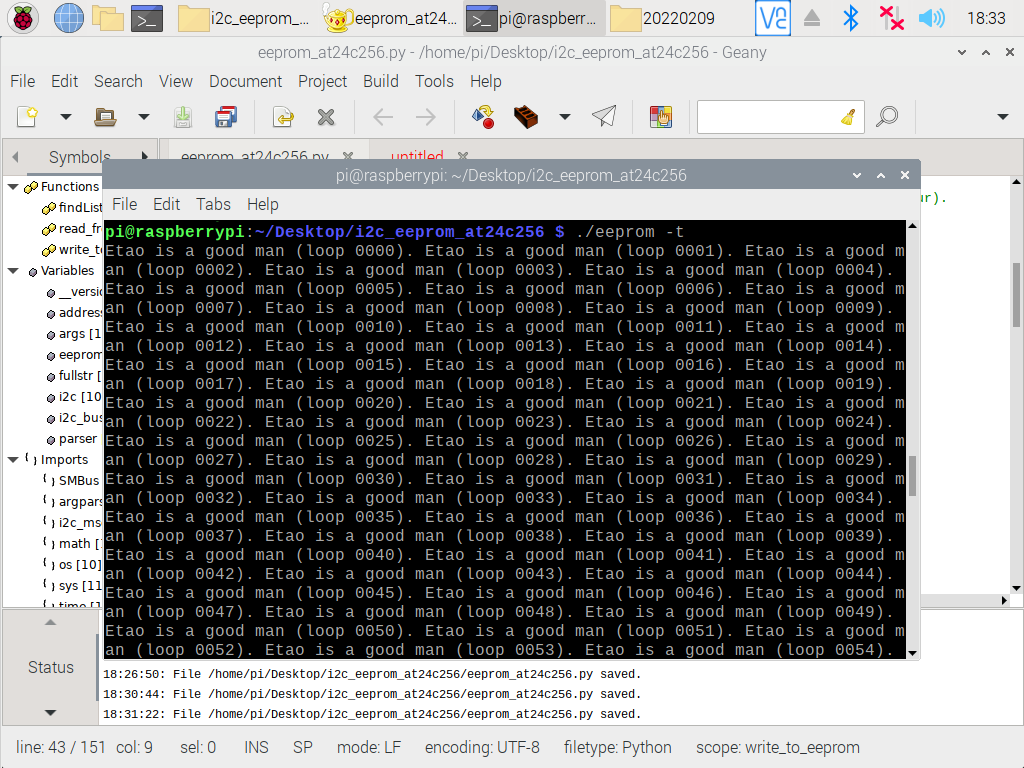 i2c_eeprom_...
eeprom_at24...
pi@raspberr...
20220209
18:33
eeprom_at24c256.py - /home/pi/Desktop/i2c_eeprom_at24c256 - Geany
File Edit Search View Document Project Build Tools Help
Symbols
eeprom_at24c256.py
untitled
Functions
findList
read_fr
write_to
Variables
__versio
address
args [1
eeprom
fullstr [
i2c [10
i2c_bus
parser
Imports
SMBus
argpars
i2c_ms
math [
os [10]
sys [11
time [1
ur).
pi@raspberrypi: ~/Desktop/i2c_eeprom_at24c256
File Edit Tabs Help
pi@raspberrypi:~/Desktop/i2c_eeprom_at24c256 $ ./eeprom -t
Etao is a good man (loop 0000). Etao is a good man (loop 0001). Etao is a good m
an (loop 0002). Etao is a good man (loop 0003). Etao is a good man (loop 0004).
Etao is a good man (loop 0005). Etao is a good man (loop 0006). Etao is a good m
an (loop 0007). Etao is a good man (loop 0008). Etao is a good man (loop 0009).
Etao is a good man (loop 0010). Etao is a good man (loop 0011). Etao is a good m
an (loop 0012). Etao is a good man (loop 0013). Etao is a good man (loop 0014).
Etao is a good man (loop 0015). Etao is a good man (loop 0016). Etao is a good m
an (loop 0017). Etao is a good man (loop 0018). Etao is a good man (loop 0019).
Etao is a good man (loop 0020). Etao is a good man (loop 0021). Etao is a good m
an (loop 0022). Etao is a good man (loop 0023). Etao is a good man (loop 0024).
Etao is a good man (loop 0025). Etao is a good man (loop 0026). Etao is a good m
an (loop 0027). Etao is a good man (loop 0028). Etao is a good man (loop 0029).
Etao is a good man (loop 0030). Etao is a good man (loop 0031). Etao is a good m
an (loop 0032). Etao is a good man (loop 0033). Etao is a good man (loop 0034).
Etao is a good man (loop 0035). Etao is a good man (loop 0036). Etao is a good m
an (loop 0037). Etao is a good man (loop 0038). Etao is a good man (loop 0039).
Etao is a good man (loop 0040). Etao is a good man (loop 0041). Etao is a good m
an (loop 0042). Etao is a good man (loop 0043). Etao is a good man (loop 0044).
Etao is a good man (loop 0045). Etao is a good man (loop 0046). Etao is a good m
an (loop 0047). Etao is a good man (loop 0048). Etao is a good man (loop 0049).
Etao is a good man (loop 0050). Etao is a good man (loop 0051). Etao is a good m
an (loop 0052). Etao is a good man (loop 0053). Etao is a good man (loop 0054).
Status
18:26:50: File /home/pi/Desktop/i2c_eeprom_at24c256/eeprom_at24c256.py saved.
18:30:44: File /home/pi/Desktop/i2c_eeprom_at24c256/eeprom_at24c256.py saved.
18:31:22: File /home/pi/Desktop/i2c_eeprom_at24c256/eeprom_at24c256.py saved.
line: 43 / 151 col: 9 sel: 0 INS SP mode: LF encoding: UTF-8 filetype: Python scope: write_to_eeprom